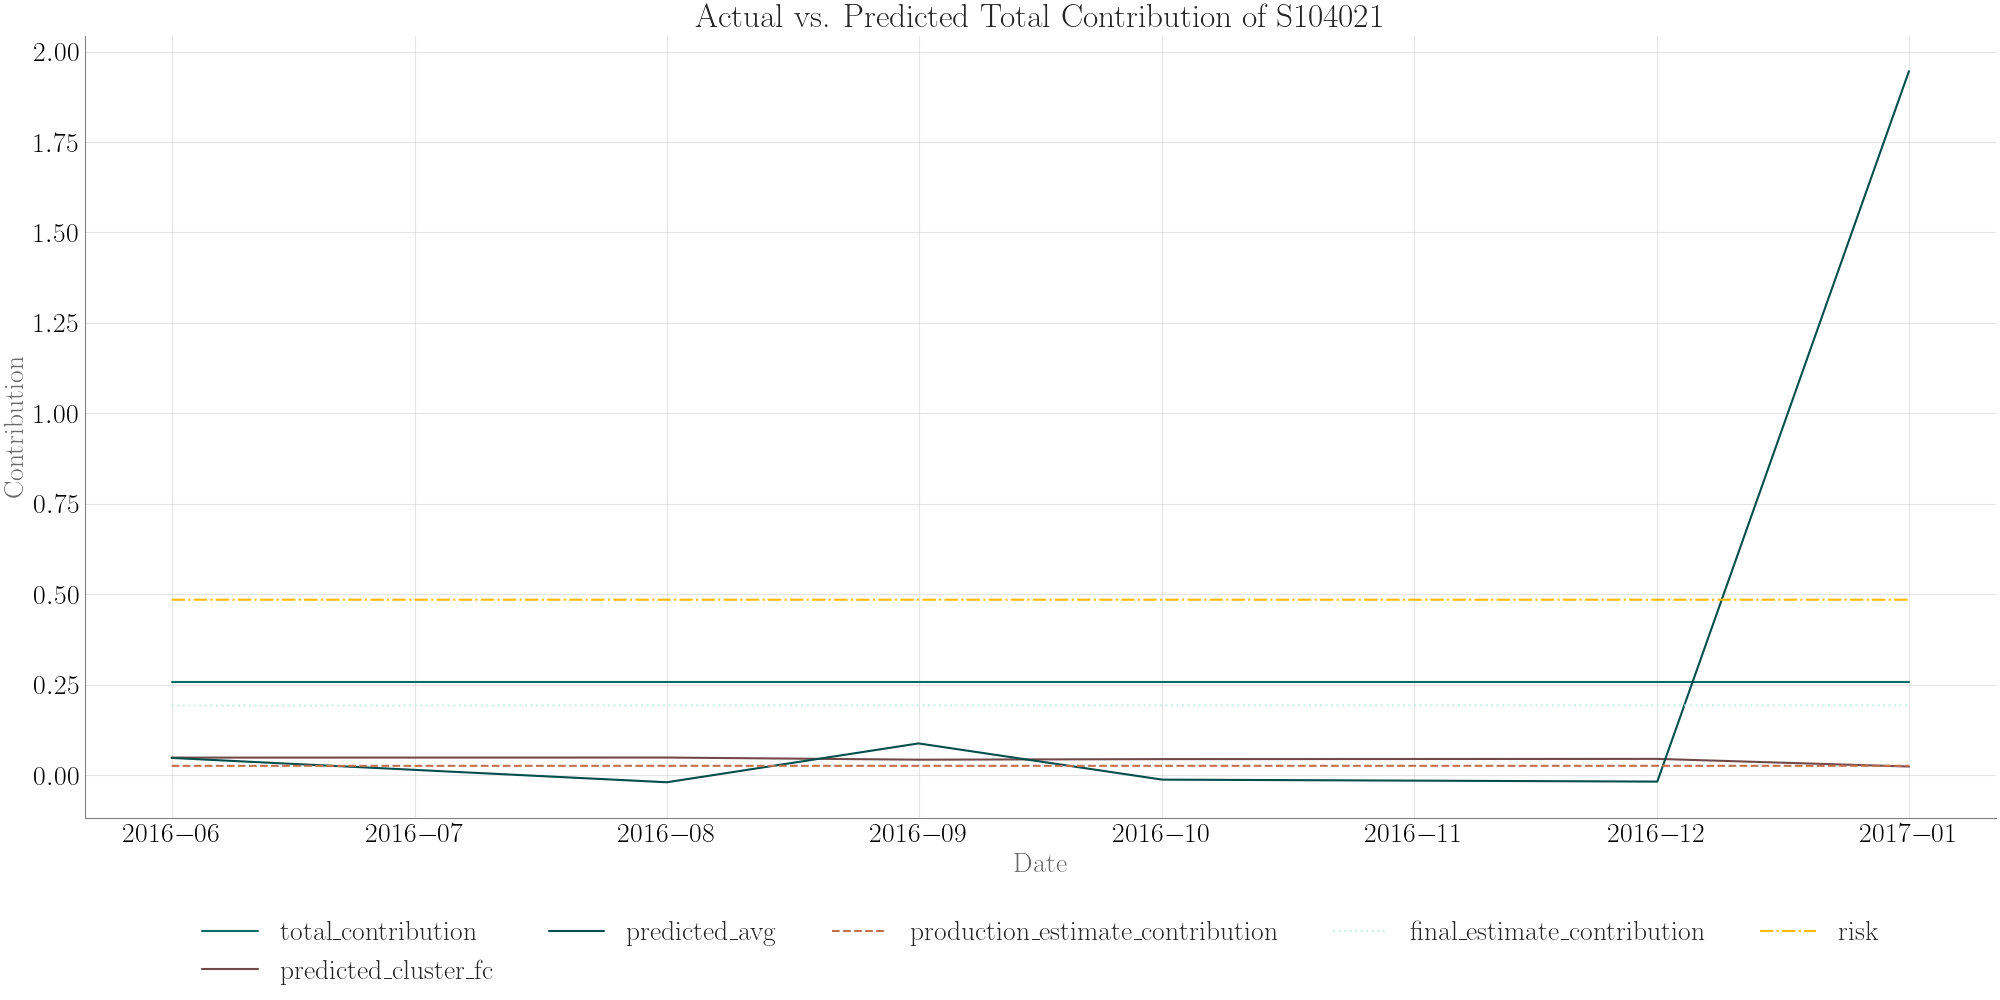 Actual vs. Predicted Total Contribution of S104021
2.00
1.75
1.50
1.25
1.00
0.75
0.50
0.25
0.00
Contribution
2016–06 2016–07 2016–08 2016–09 2016–10 2016–11 2016–12 2017–01
Date
total_contribution predicted_avg production_estimate_contribution final_estimate_contribution risk
predicted_cluster_fc